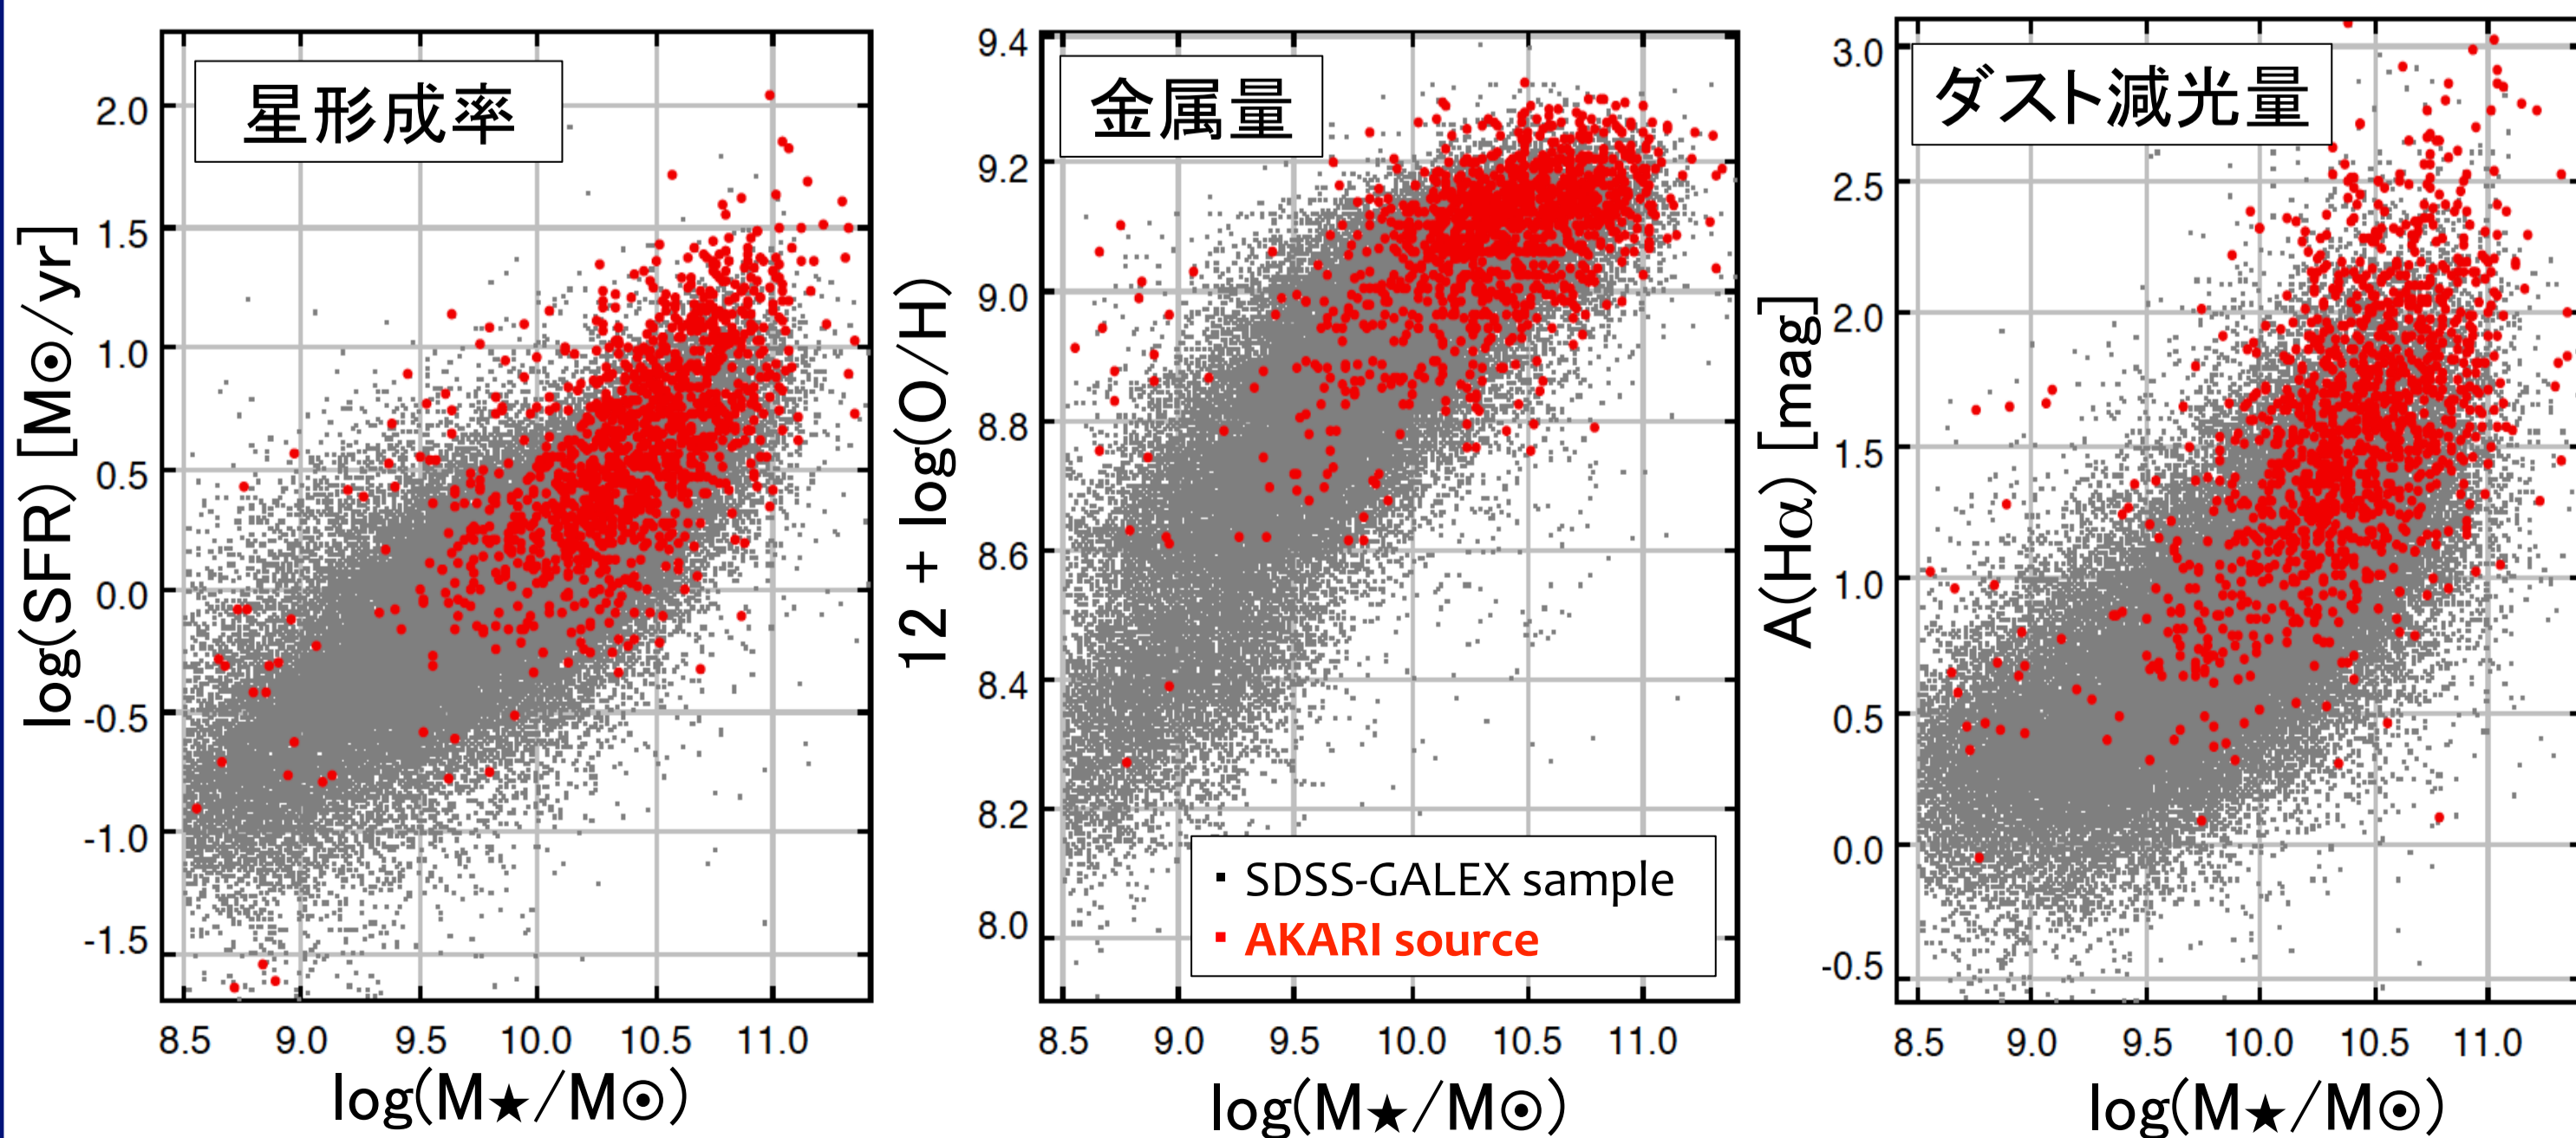 星形成率
log(SFR) [M⊙/yr]
2.0
1.5
1.0
0.5
0.0
-0.5
-1.0
-1.5
8.5 9.0 9.5 10.0 10.5 11.0
log(M★/M⊙)
金属量
12 + log(O/H)
9.4
9.2
9.0
8.8
8.6
8.4
8.2
8.0
SDSS-GALEX sample
AKARI source
8.5 9.0 9.5 10.0 10.5 11.0
log(M★/M⊙)
ダスト減光量
A(Hα) [mag]
3.0
2.5
2.0
1.5
1.0
0.5
0.0
-0.5
8.5 9.0 9.5 10.0 10.5 11.0
log(M★/M⊙)